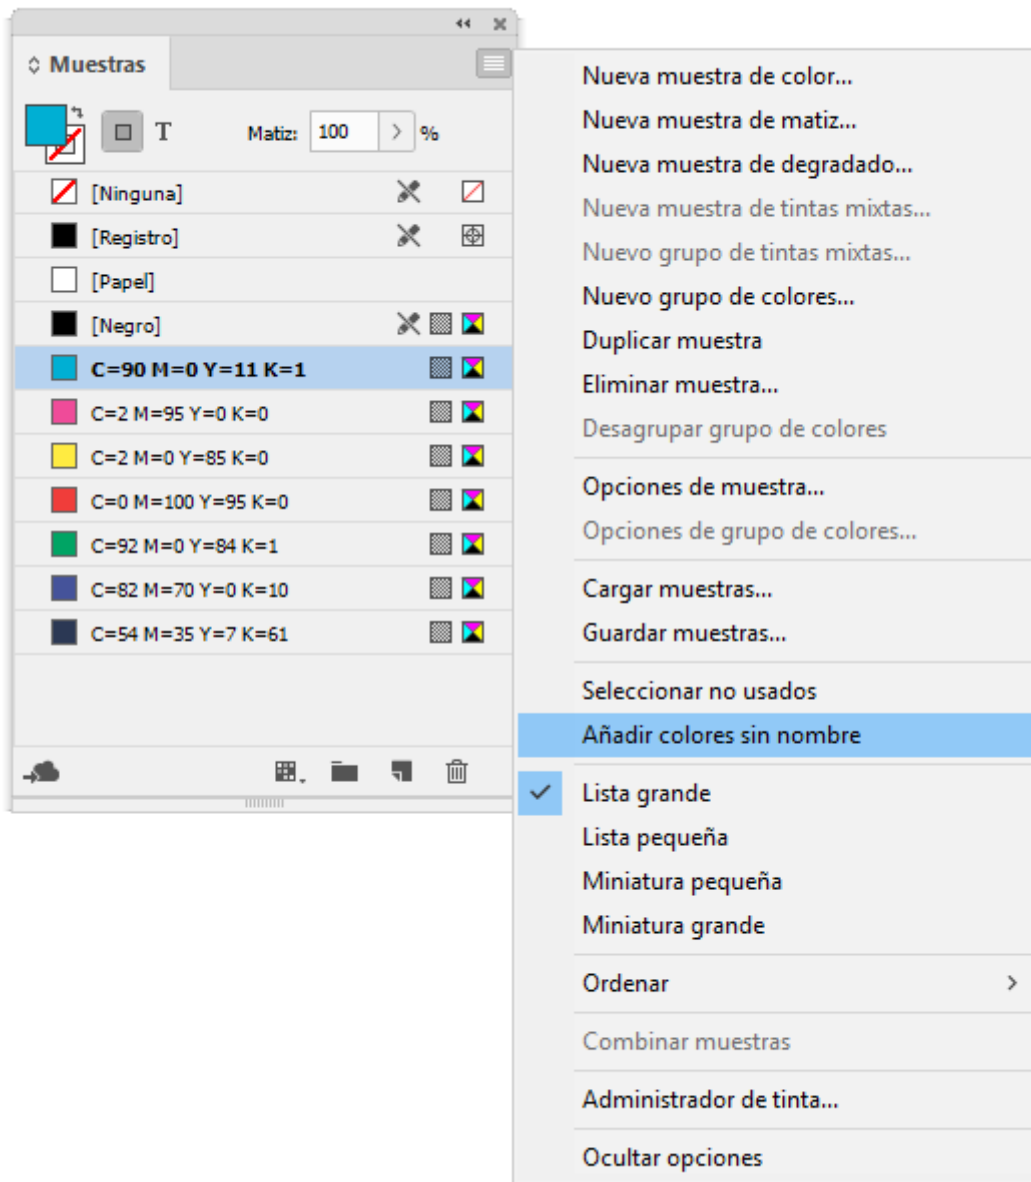 Muestras
T
Matiz: 100 > %
[Ninguna]
[Registro]
[Papel]
[Negro]
C=90 M=0 Y=11 K=1
C=2 M=95 Y=0 K=0
C=2 M=0 Y=85 K=0
C=0 M=100 Y=95 K=0
C=92 M=0 Y=84 K=1
C=82 M=70 Y=0 K=10
C=54 M=35 Y=7 K=61
Nueva muestra de color...
Nueva muestra de matiz...
Nueva muestra de degradado...
Nueva muestra de tintas mixtas...
Nuevo grupo de tintas mixtas...
Nuevo grupo de colores...
Duplicar muestra
Eliminar muestra...
Desagrupar grupo de colores
Opciones de muestra...
Opciones de grupo de colores...
Cargar muestras...
Guardar muestras...
Seleccionar no usados
Añadir colores sin nombre
Lista grande
Lista pequeña
Miniatura pequeña
Miniatura grande
Ordenar
Combinar muestras
Administrador de tinta...
Ocultar opciones